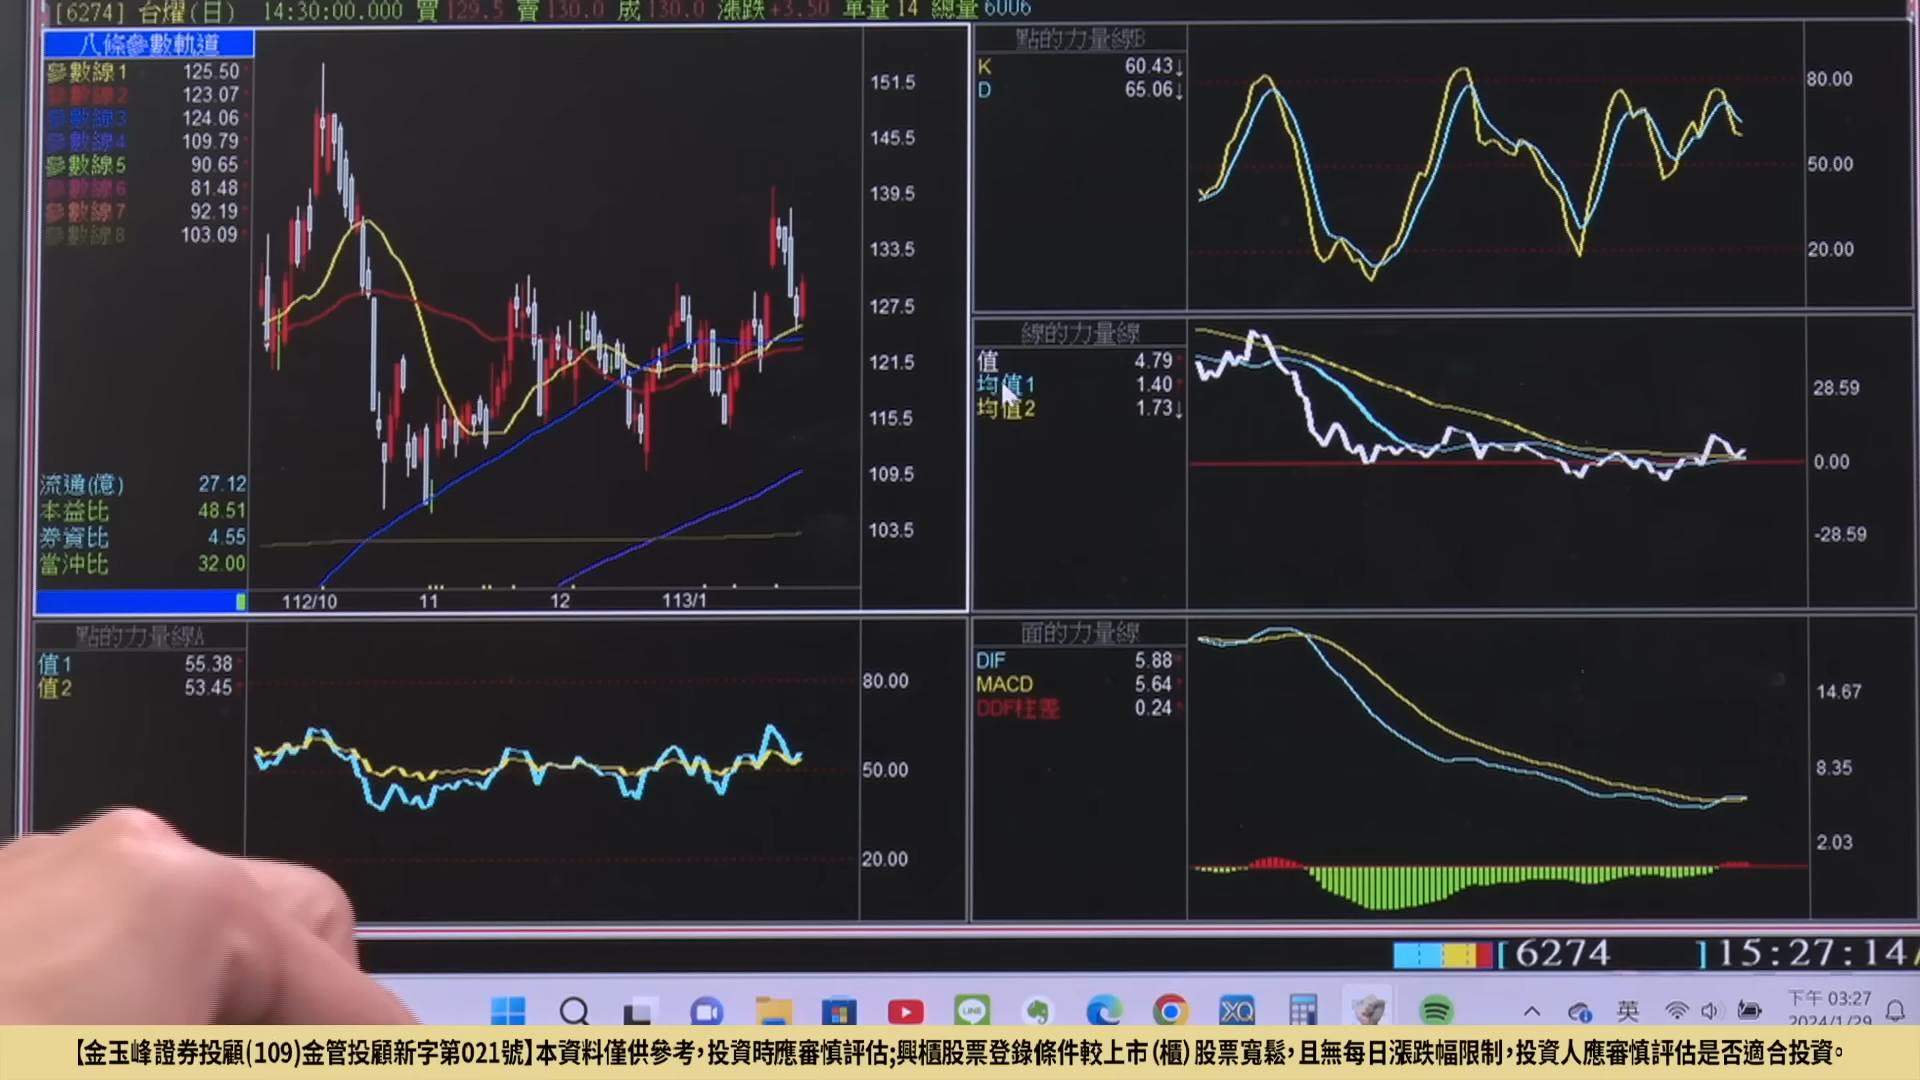 [6274] 台燿(日) 14:30:00.000 買 129.5 賣 130.0 成 130.0 漲跌 +3.50 單量 14 總量 6006
八條參數軌道
參數線1 125.50
參數線2 123.07
參數線3 124.06
參數線4 109.79
參數線5 90.65
參數線6 81.48
參數線7 92.19
參數線8 103.09
流通(億) 27.12
本益比 48.51
券資比 4.55
當沖比 32.00
151.5
145.5
139.5
133.5
127.5
121.5
115.5
109.5
103.5
112/10 11 12 113/1
點的力量線B
K 60.43↓
D 65.06↓
80.00
50.00
20.00
線的力量線
值 4.79
均值1 1.40
均值2 1.73↓
28.59
0.00
-28.59
點的力量線A
值1 55.38
值2 53.45
80.00
50.00
20.00
面的力量線
DIF 5.88
MACD 5.64
DDF柱差 0.24
14.67
8.35
2.03
[6274 ] 15:27:14
LINE
XQ
英
下午 03:27
2024/1/29
【金玉峰證券投顧(109)金管投顧新字第021號】本資料僅供參考,投資時應審慎評估;興櫃股票登錄條件較上市(櫃)股票寬鬆,且無每日漲跌幅限制,投資人應審慎評估是否適合投資。